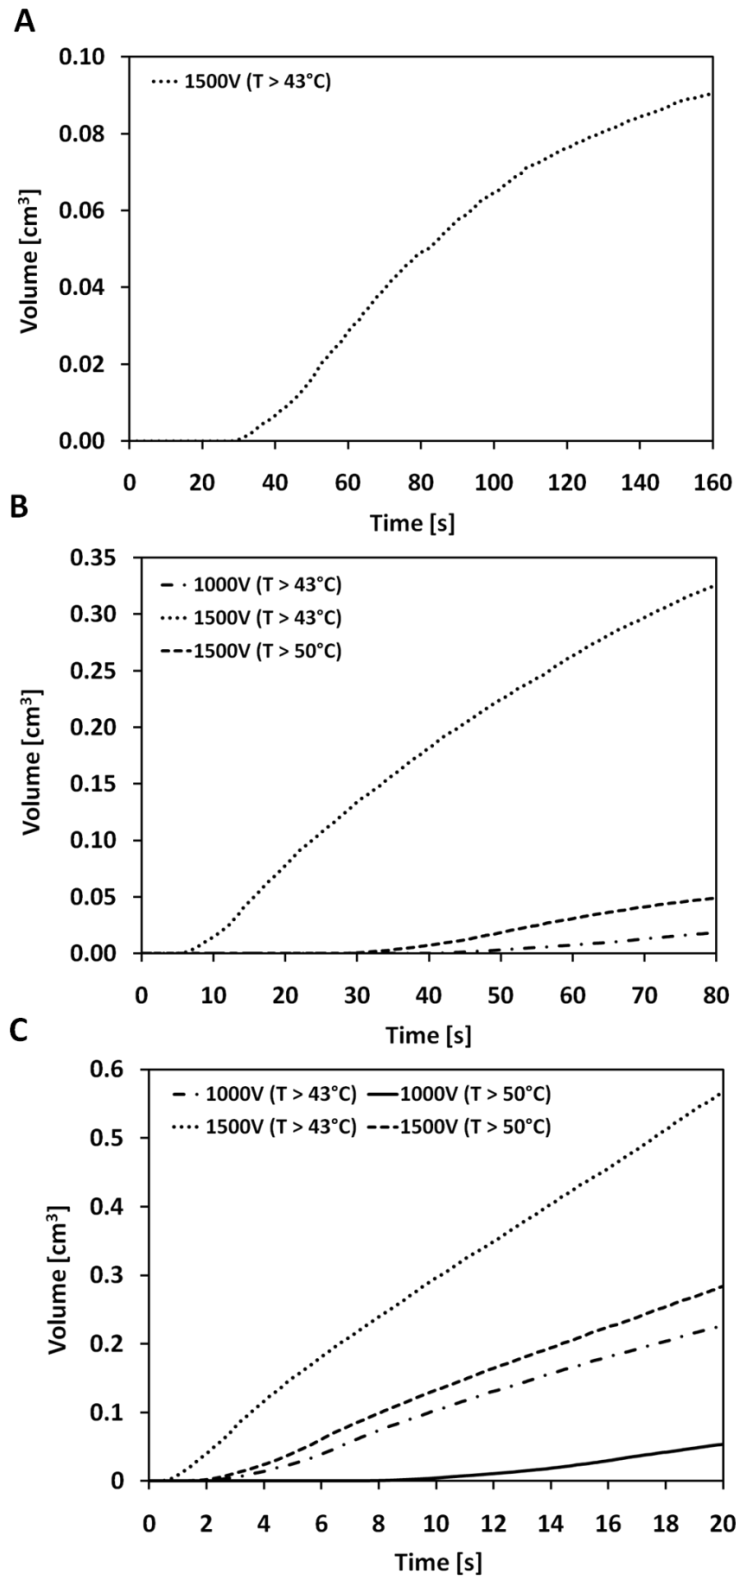 A
0.10
1500V (T > 43°C)
0.08
0.06
0.04
0.02
0.00
Volume [cm³]
0 20 40 60 80 100 120 140 160
Time [s]
B
0.35
1000V (T > 43°C)
0.30
1500V (T > 43°C)
1500V (T > 50°C)
0.25
0.20
0.15
0.10
0.05
0.00
Volume [cm³]
0 10 20 30 40 50 60 70 80
Time [s]
C
0.6
1000V (T > 43°C) 1000V (T > 50°C)
1500V (T > 43°C) 1500V (T > 50°C)
0.5
0.4
0.3
0.2
0.1
0
Volume [cm³]
0 2 4 6 8 10 12 14 16 18 20
Time [s]